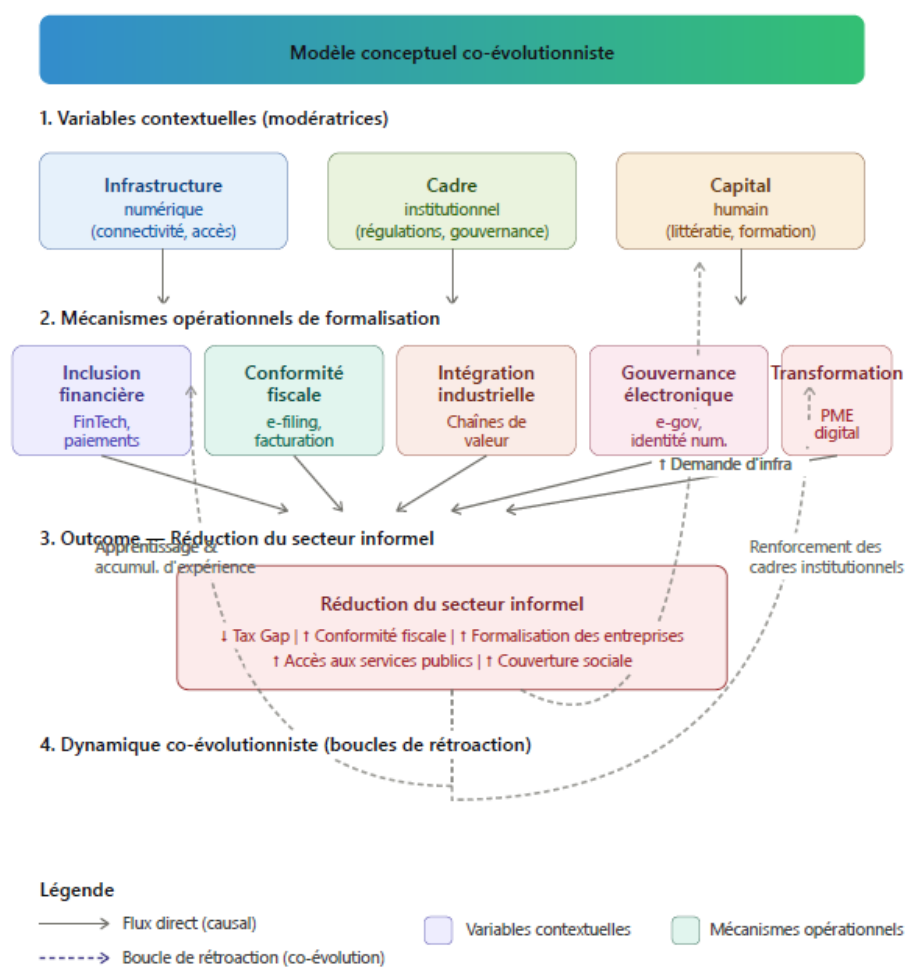 Modèle conceptuel co-évolutionniste
1. Variables contextuelles (modératrices)
Infrastructure
numérique
(connectivité, accès)
Cadre
institutionnel
(régulations, gouvernance)
Capital
humain
(littératie, formation)
2. Mécanismes opérationnels de formalisation
Inclusion
financière
FinTech,
paiements
Conformité
fiscale
e-filing,
facturation
Intégration
industrielle
Chaînes de
valeur
Gouvernance
électronique
e-gov,
identité num.
Transformation
PME
digital
↑ Demande d'infra
3. Outcome — Réduction du secteur informel
Apprentissage &
accumul. d'expérience
Renforcement des
cadres institutionnels
Réduction du secteur informel
↓ Tax Gap | ↑ Conformité fiscale | ↑ Formalisation des entreprises
↑ Accès aux services publics | ↑ Couverture sociale
4. Dynamique co-évolutionniste (boucles de rétroaction)
Légende
Flux direct (causal)
Boucle de rétroaction (co-évolution)
Variables contextuelles
Mécanismes opérationnels